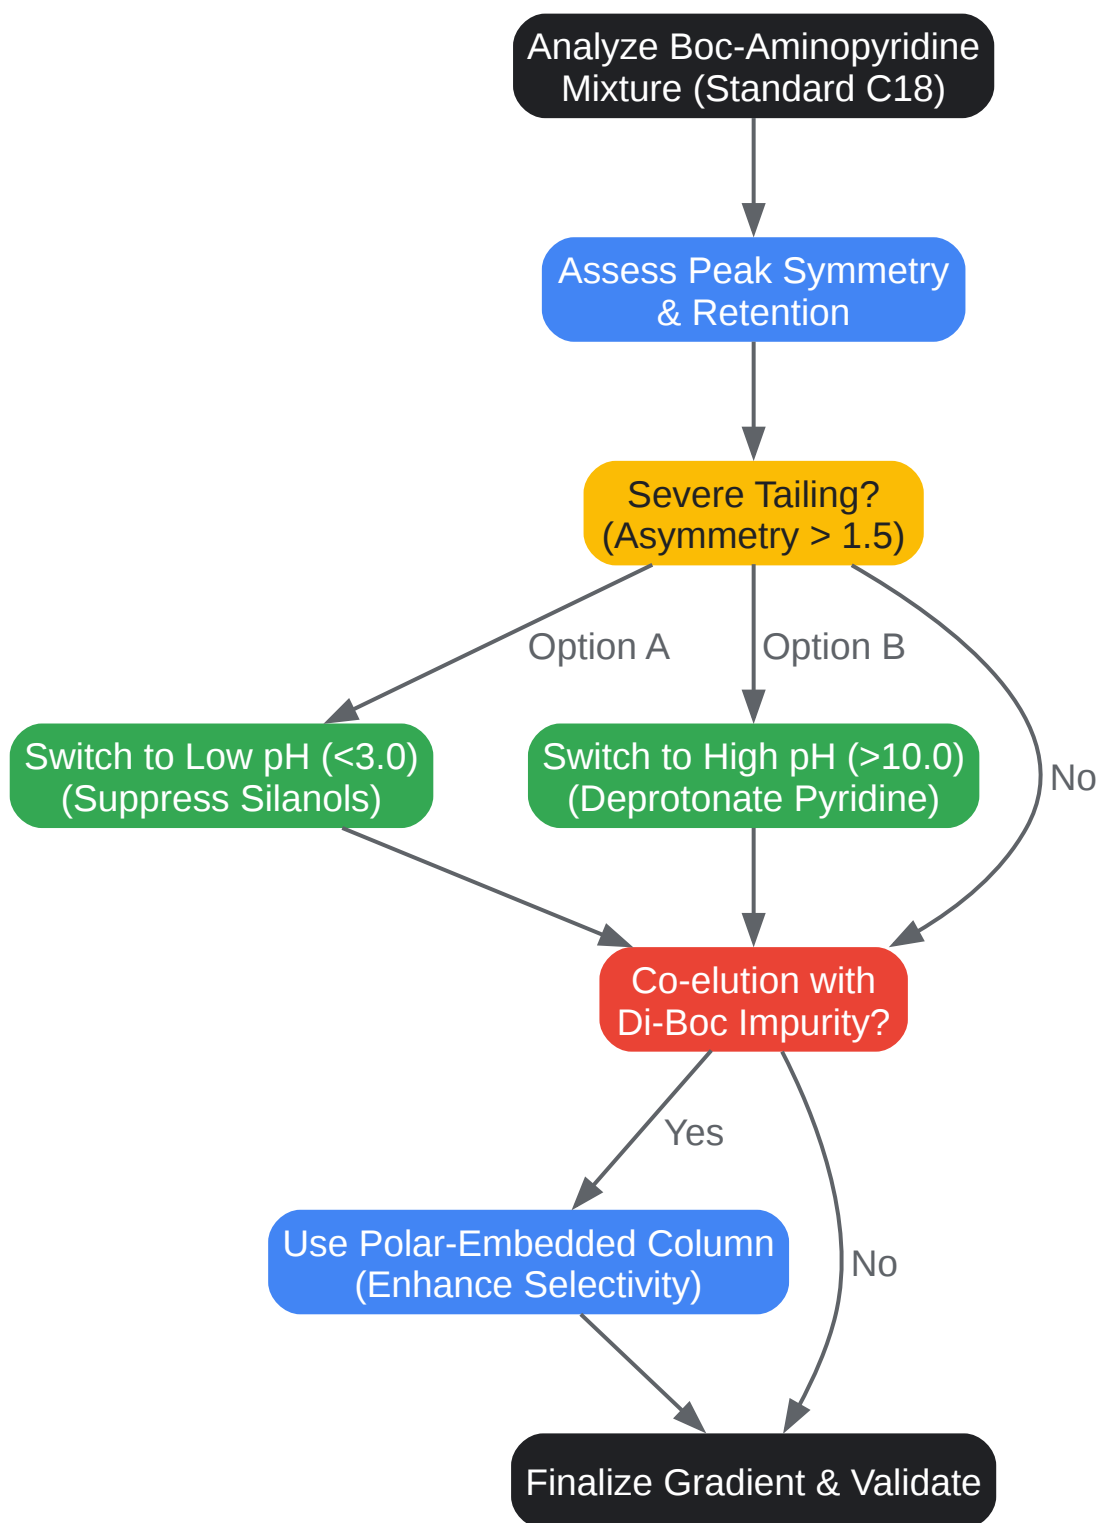 Analyze Boc-Aminopyridine
Mixture (Standard C18)
Assess Peak Symmetry
& Retention
Severe Tailing?
(Asymmetry > 1.5)
Option A
Option B
Switch to Low pH (<3.0)
(Suppress Silanols)
Switch to High pH (>10.0)
(Deprotonate Pyridine)
No
Co-elution with
Di-Boc Impurity?
Yes
Use Polar-Embedded Column
(Enhance Selectivity)
No
Finalize Gradient & Validate